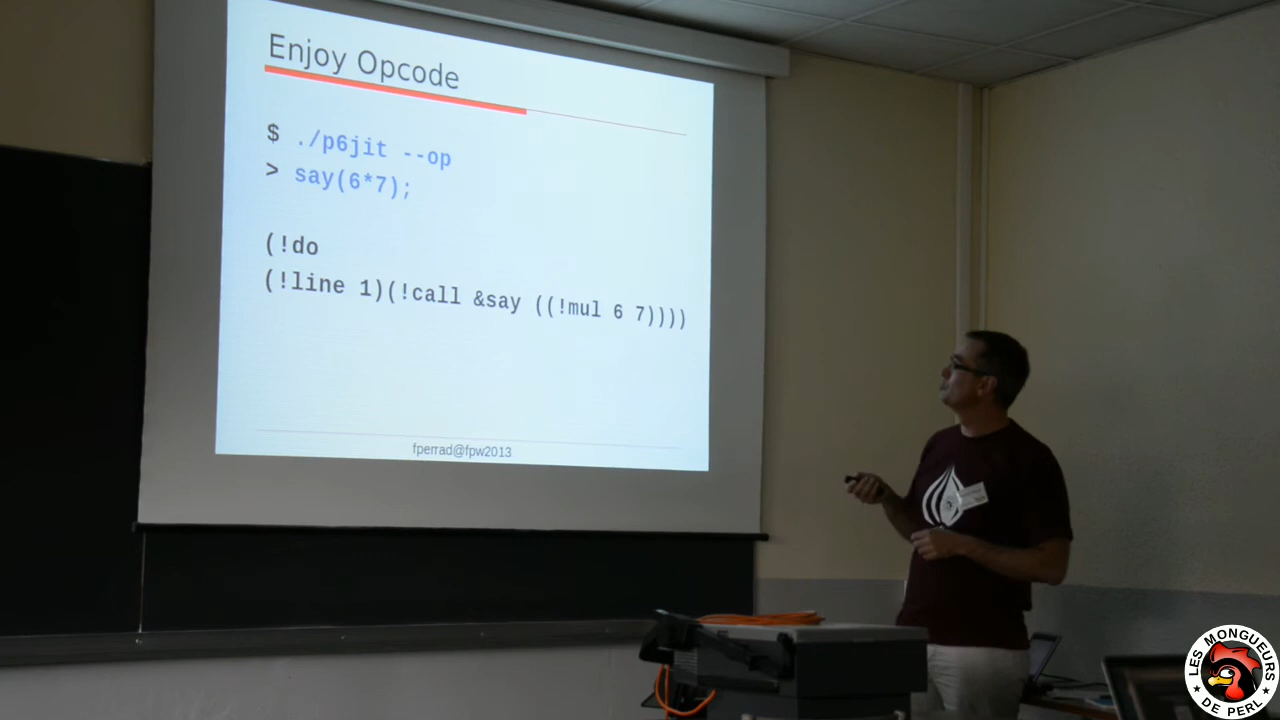 Enjoy Opcode
$ ./p6jit --op
> say(6*7);
(!do
(!line 1)(!call &say ((!mul 6 7))))
fperrad@fpw2013
LES MONGUEURS
★ DE PERL ★